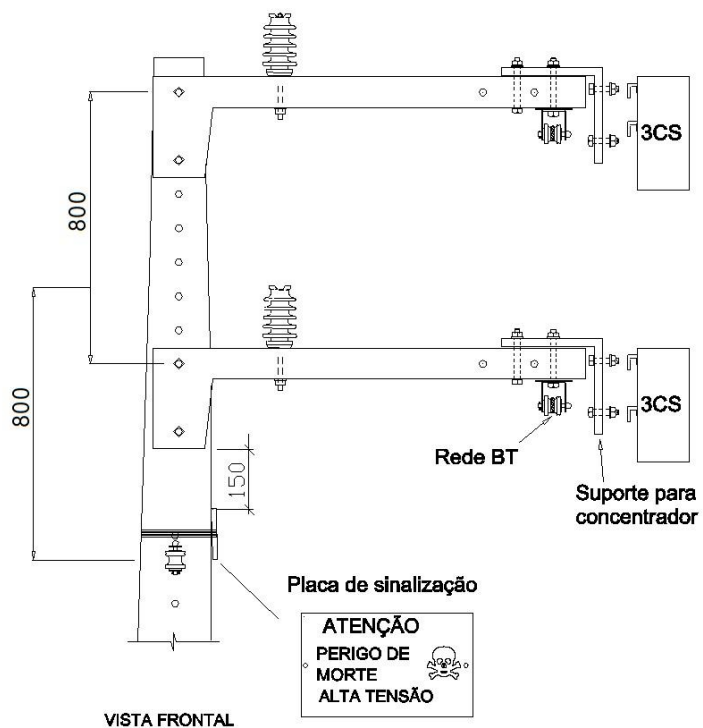 3CS
800
800
3CS
Rede BT
150
Suporte para
concentrador
Placa de sinalização
ATENÇÃO
PERIGO DE
MORTE
ALTA TENSÃO
VISTA FRONTAL